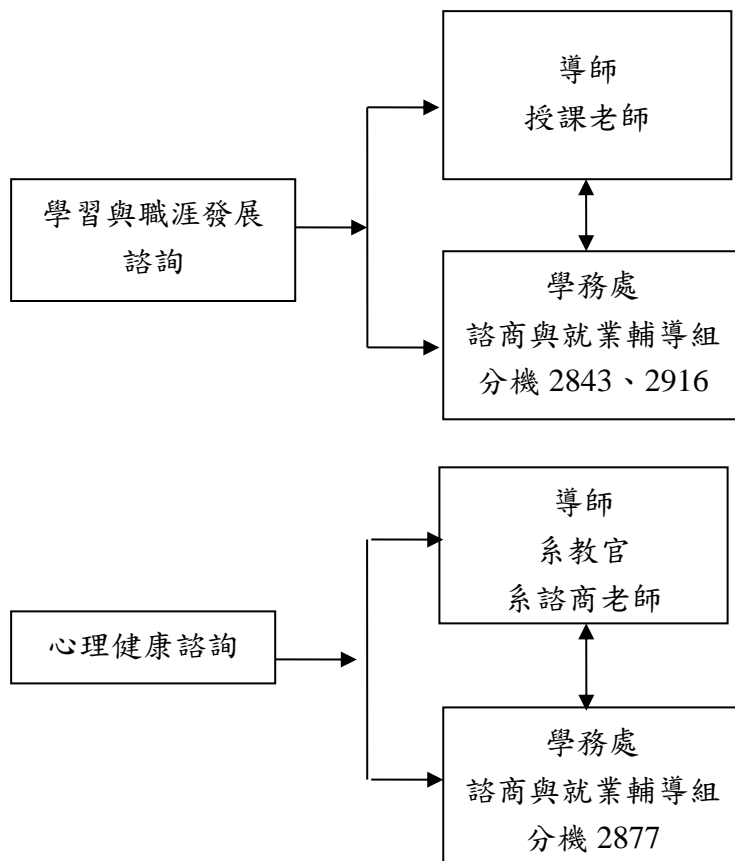 導師
授課老師
學習與職涯發展
諮詢
學務處
諮商與就業輔導組
分機 2843、2916
導師
系教官
系諮商老師
心理健康諮詢
學務處
諮商與就業輔導組
分機 2877